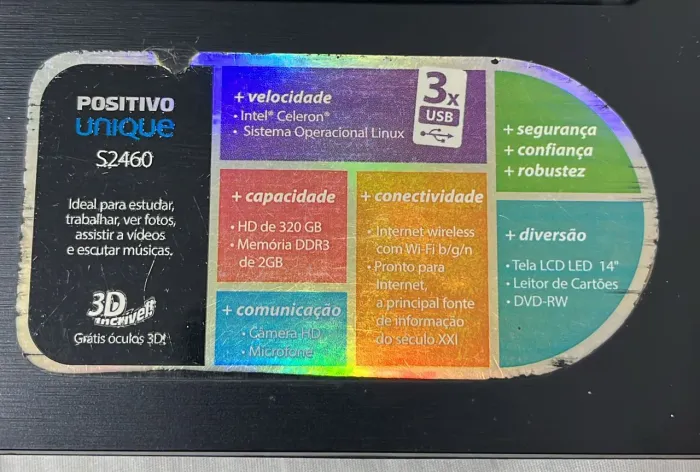 POSITIVO
UNIQUE
S2460
Ideal para estudar,
trabalhar, ver fotos,
assistir a vídeos
e escutar músicas.
3D
incrível!!
Grátis óculos 3D!
+ velocidade
• Intel® Celeron®
• Sistema Operacional Linux
3x
USB
+ capacidade
• HD de 320 GB
• Memória DDR3
de 2GB
+ comunicação
• Câmera HD
• Microfone
+ conectividade
• Internet wireless
com Wi-Fi b/g/n
• Pronto para
Internet,
a principal fonte
de informação
do século XXI
+ segurança
+ confiança
+ robustez
+ diversão
• Tela LCD LED 14"
• Leitor de Cartões
• DVD-RW